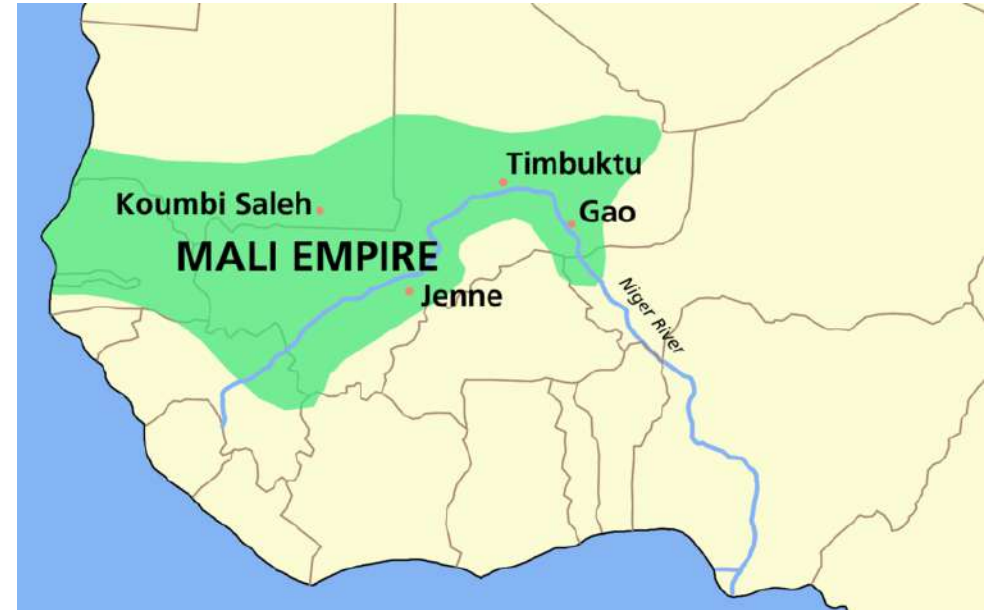 Timbuktu
Koumbi Saleh
Gao
MALI EMPIRE
Jenne
Niger River